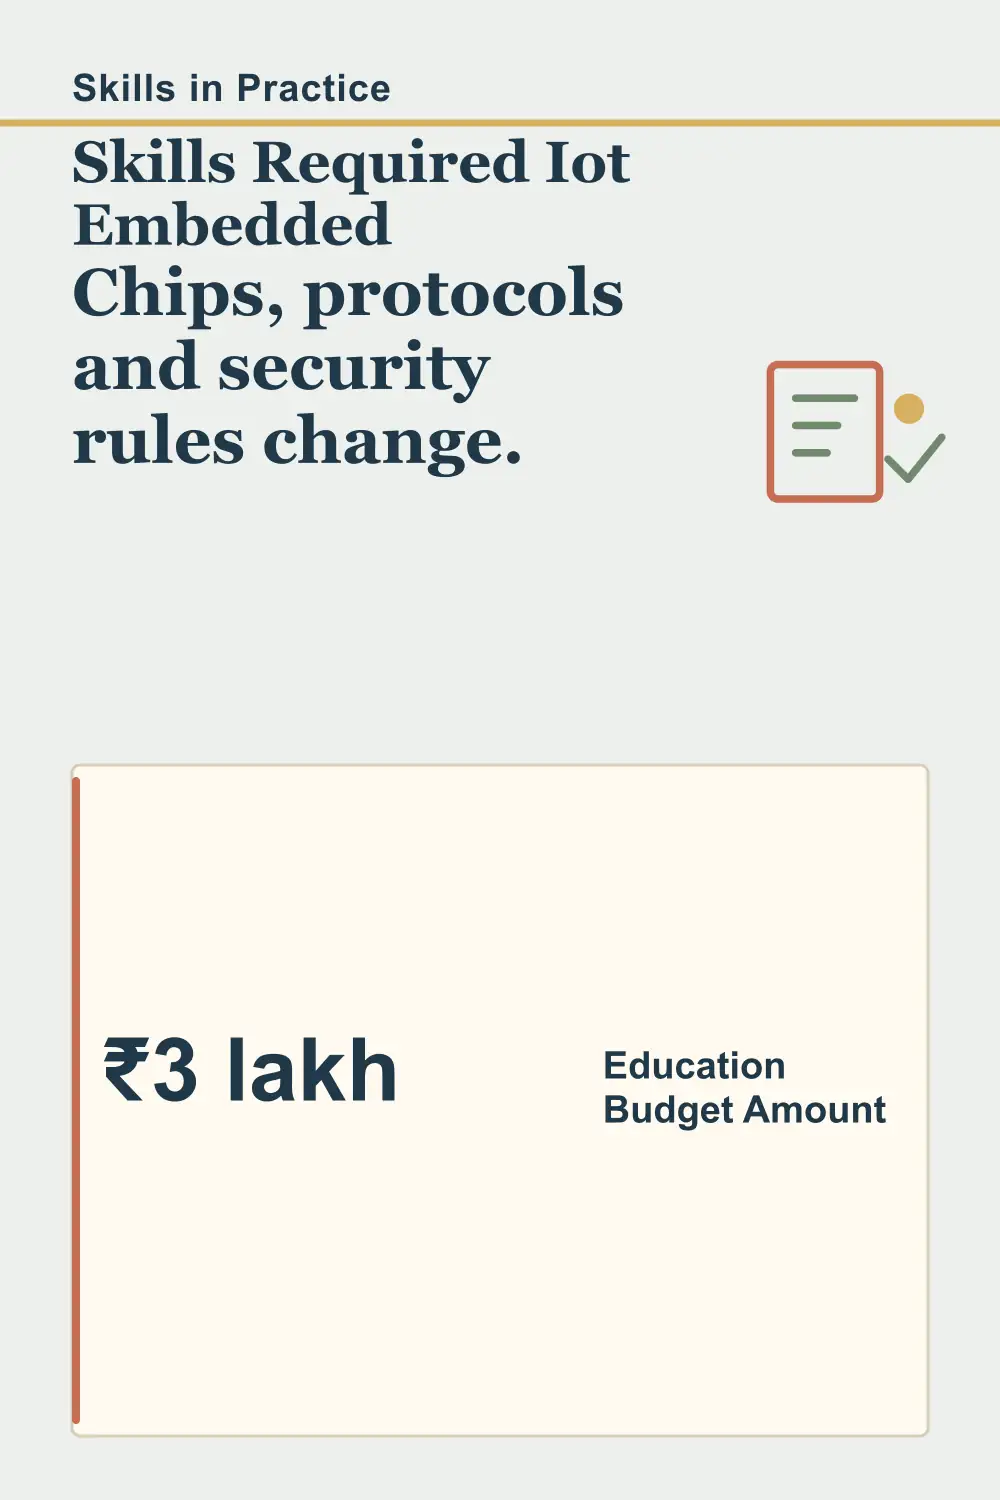 Skills in Practice
Skills Required Iot
Embedded
Chips, protocols
and security
rules change.
₹3 lakh
Education
Budget Amount